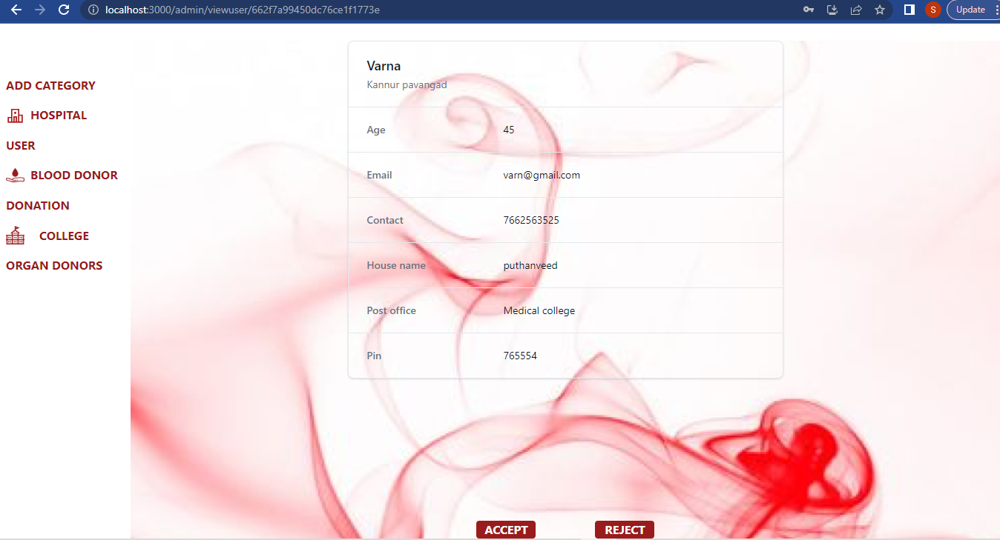 localhost:3000/admin/viewuser/662f7a99450dc76ce1f1773e
S
Update
ADD CATEGORY
HOSPITAL
USER
BLOOD DONOR
DONATION
COLLEGE
ORGAN DONORS
Varna
Kannur pavangad
Age 45
Email varn@gmail.com
Contact 7662563525
House name puthanveed
Post office Medical college
Pin 765554
ACCEPT REJECT